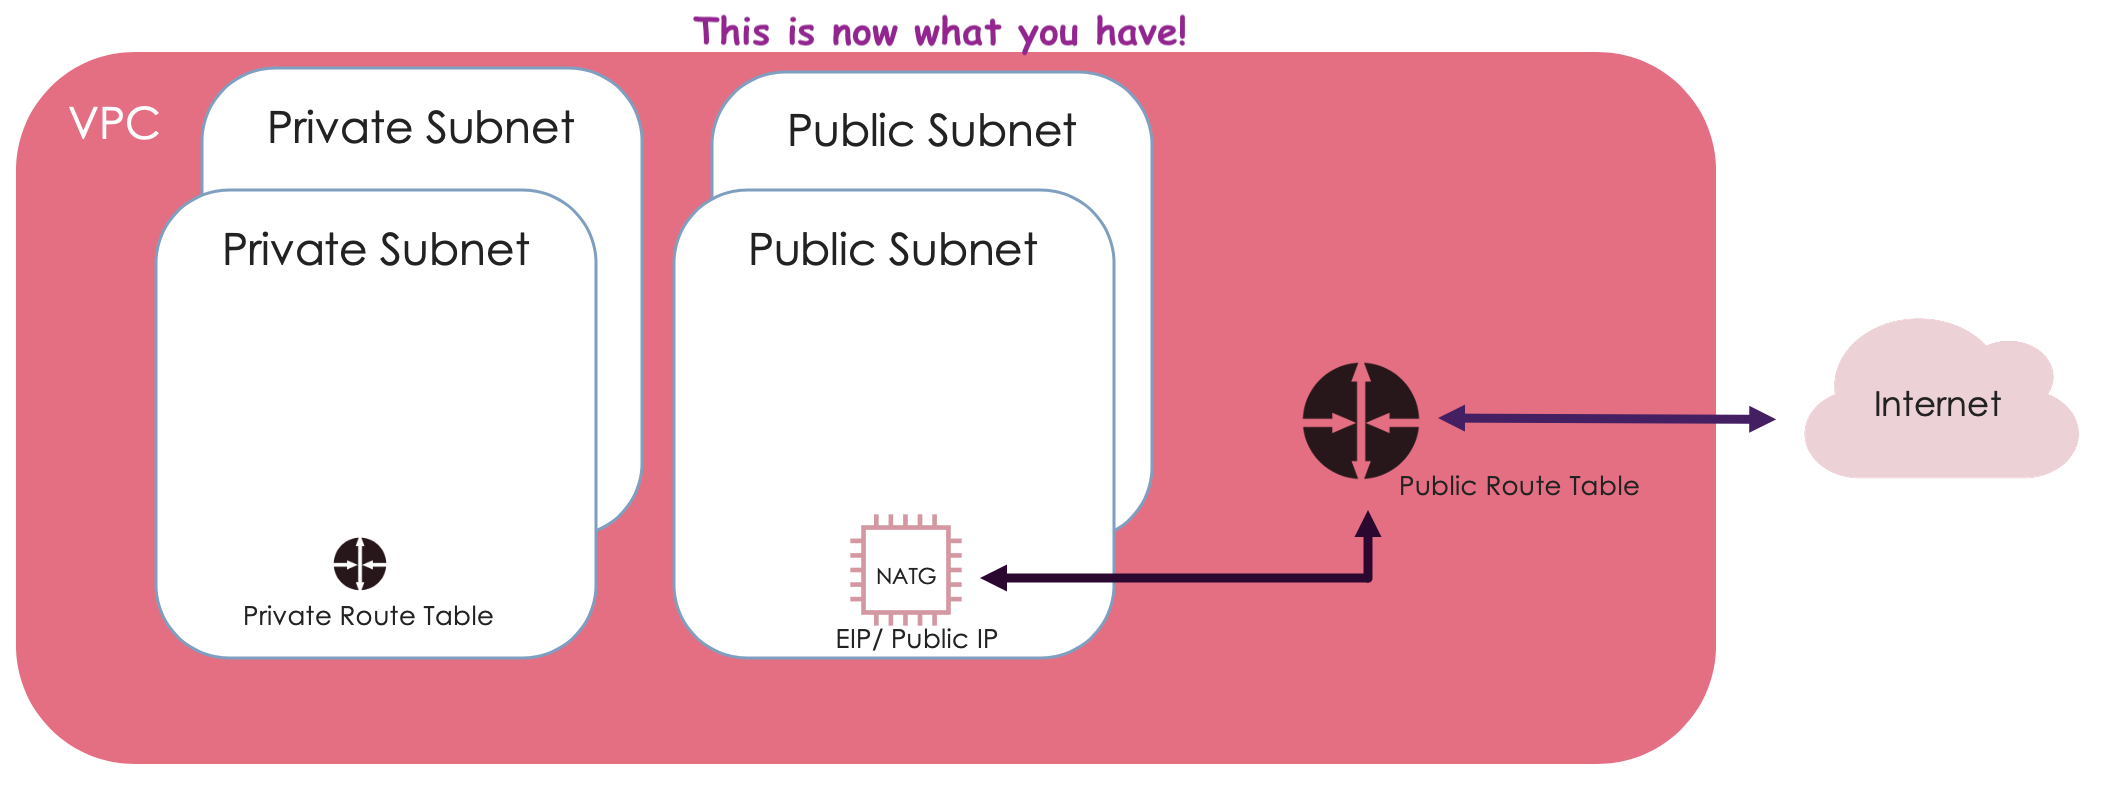 This is now what you have!
VPC
Private Subnet
Public Subnet
Private Subnet
Public Subnet
Internet
Public Route Table
NATG
Private Route Table
EIP/ Public IP